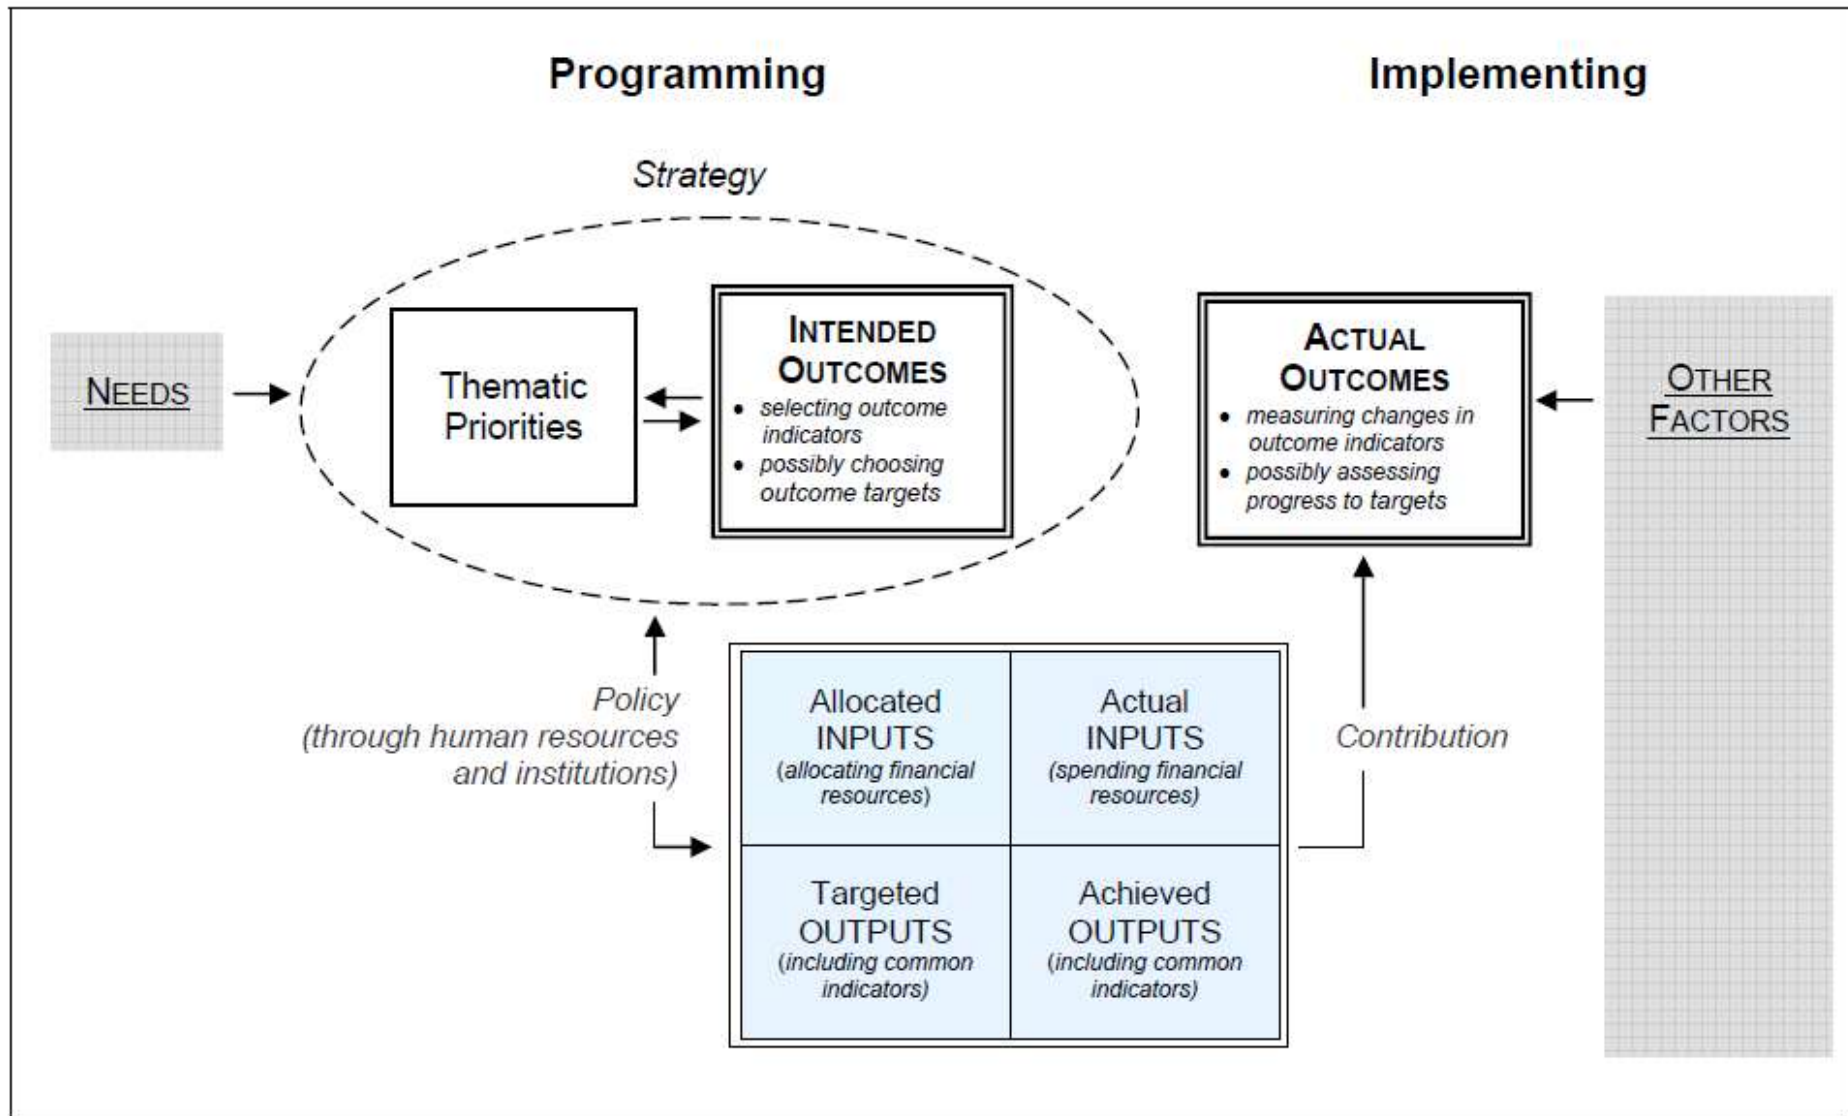 Programming
Implementing
Strategy
NEEDS
Thematic
Priorities
INTENDED
OUTCOMES
• selecting outcome
indicators
• possibly choosing
outcome targets
ACTUAL
OUTCOMES
• measuring changes in
outcome indicators
• possibly assessing
progress to targets
OTHER
FACTORS
Policy
(through human resources
and institutions)
Allocated
INPUTS
(allocating financial
resources)
Actual
INPUTS
(spending financial
resources)
Contribution
Targeted
OUTPUTS
(including common
indicators)
Achieved
OUTPUTS
(including common
indicators)